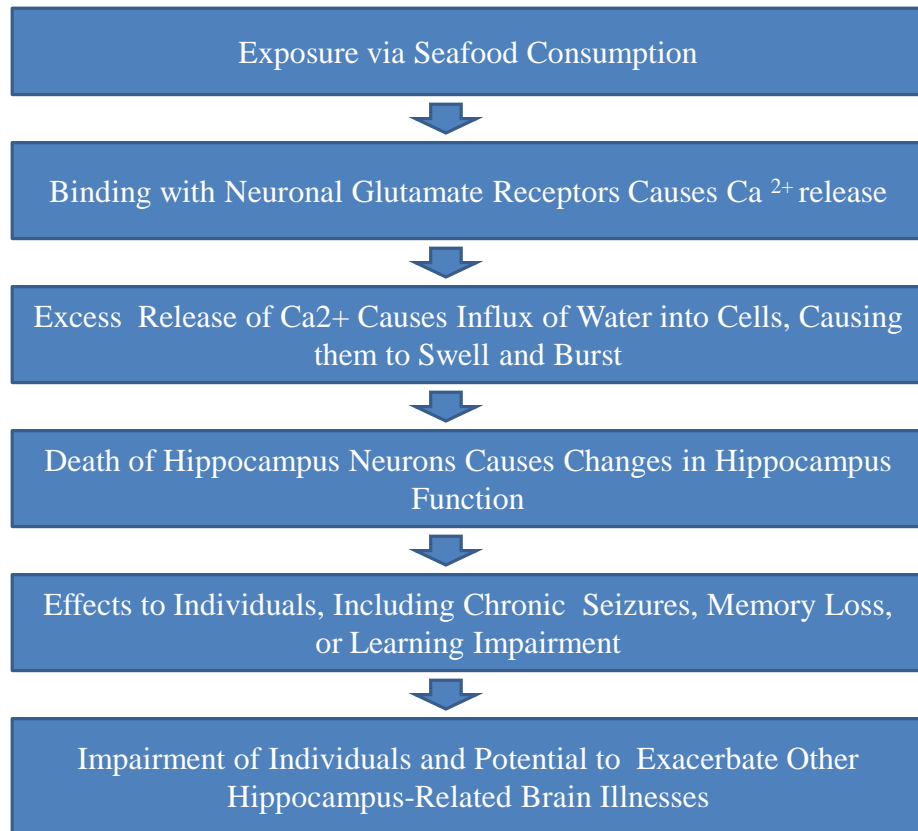 Exposure via Seafood Consumption
Binding with Neuronal Glutamate Receptors Causes Ca ²⁺ release
Excess  Release of Ca2+ Causes Influx of Water into Cells, Causing
them to Swell and Burst
Death of Hippocampus Neurons Causes Changes in Hippocampus
Function
Effects to Individuals, Including Chronic  Seizures, Memory Loss,
or Learning Impairment
Impairment of Individuals and Potential to  Exacerbate Other
Hippocampus-Related Brain Illnesses